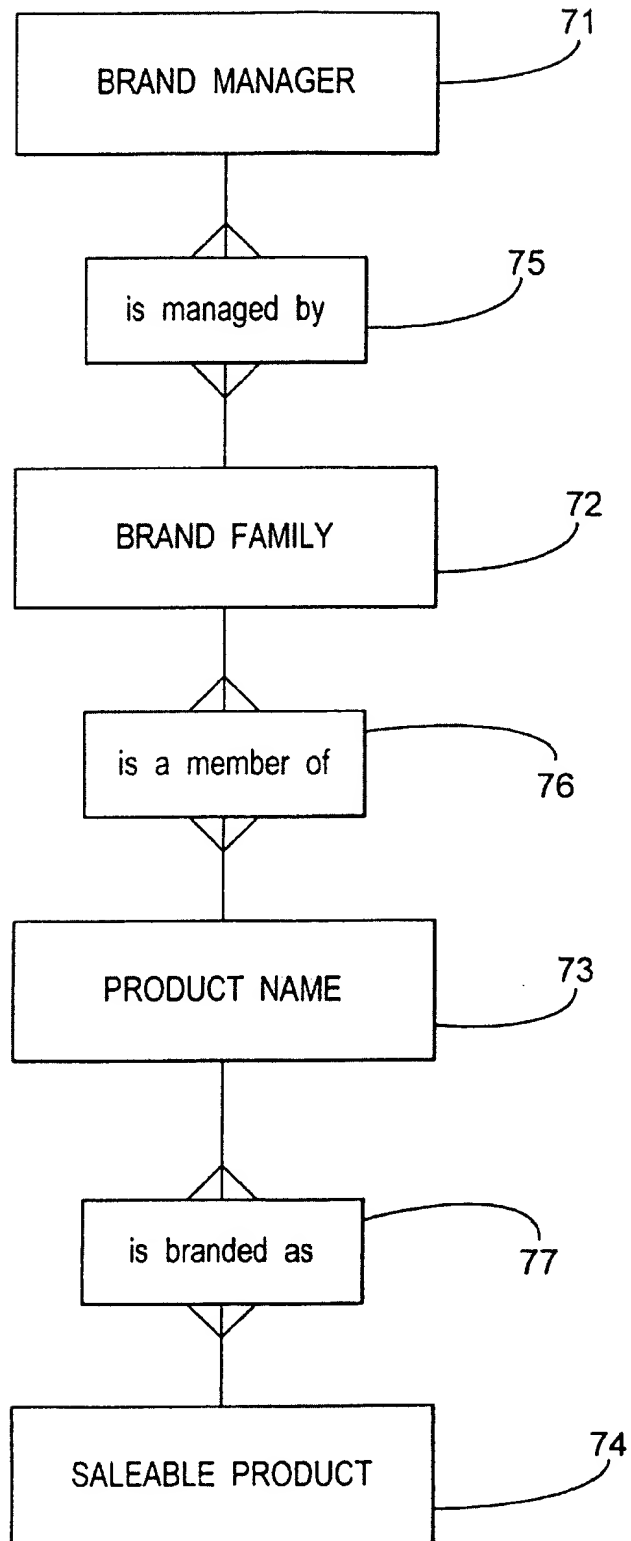 71
BRAND MANAGER
75
is managed by
72
BRAND FAMILY
is a member of
76
73
PRODUCT NAME
is branded as
77
74
SALEABLE PRODUCT